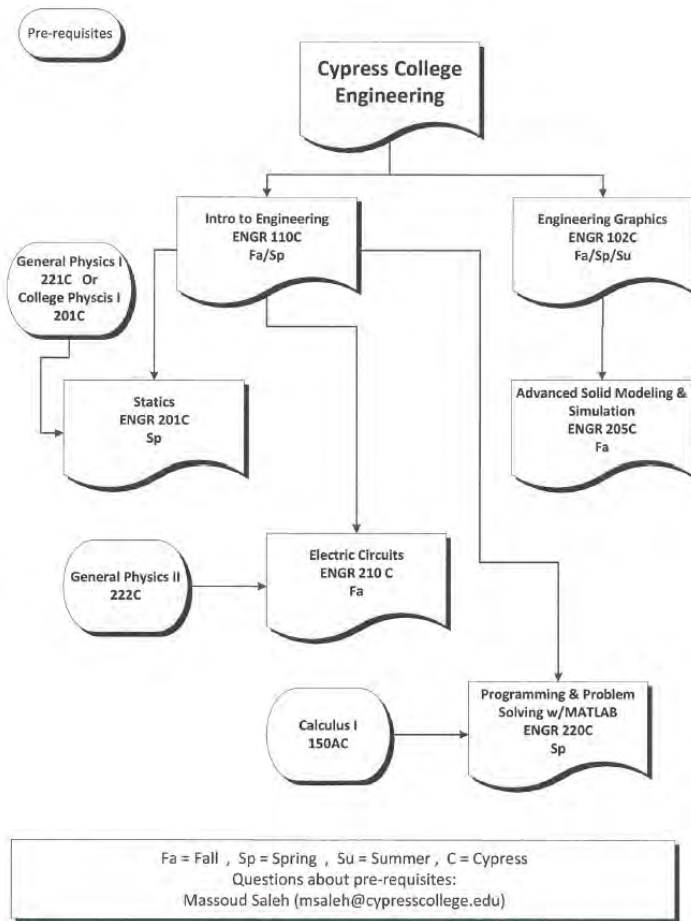 Pre-requisites
Cypress College
Engineering
Intro to Engineering
ENGR 110C
Fa/Sp
Engineering Graphics
ENGR 102C
Fa/Sp/Su
General Physics I
221C Or
College Physcis I
201C
Statics
ENGR 201C
Sp
Advanced Solid Modeling &
Simulation
ENGR 205C
Fa
Electric Circuits
ENGR 210 C
Fa
General Physics II
222C
Programming & Problem
Solving w/MATLAB
ENGR 220C
Sp
Calculus I
150AC
Fa = Fall , Sp = Spring , Su = Summer , C = Cypress
Questions about pre-requisites:
Massoud Saleh (msaleh@cypresscollege.edu)